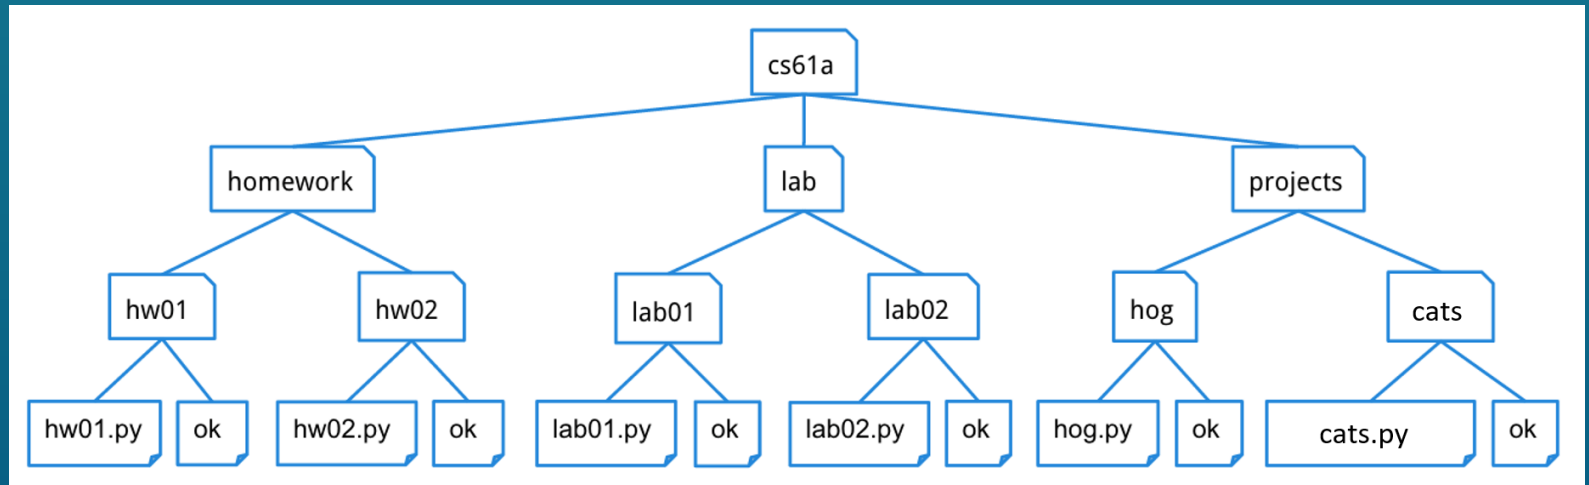 cs61a
homework
lab
projects
hw01
hw02
lab01
lab02
hog
cats
hw01.py
ok
hw02.py
ok
lab01.py
ok
lab02.py
ok
hog.py
ok
cats.py
ok